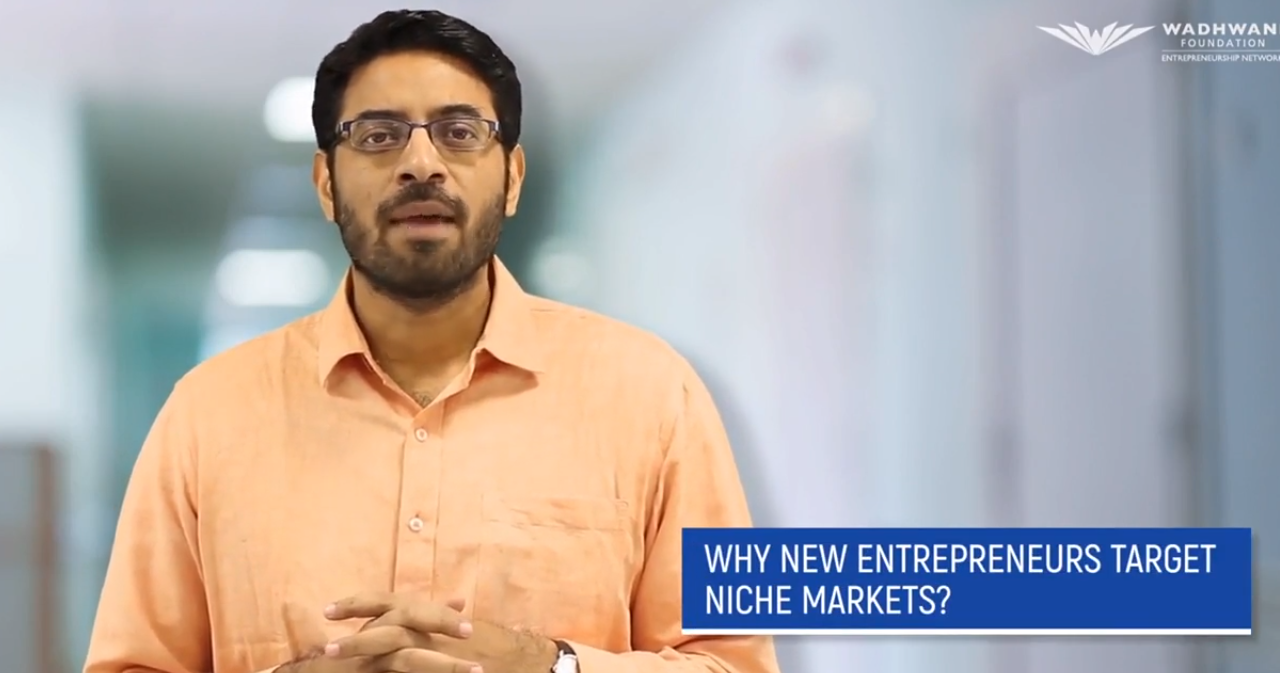 WADHWANI
FOUNDATION
ENTREPRENEURSHIP NETWORK
WHY NEW ENTREPRENEURS TARGET
NICHE MARKETS?